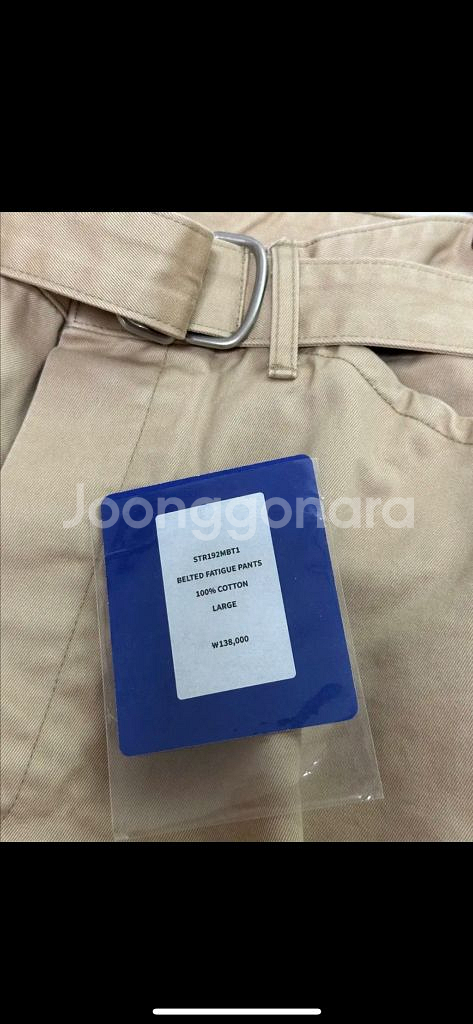 Joonggonara
STR192MBT1
BELTED FATIGUE PANTS
100% COTTON
LARGE
₩138,000